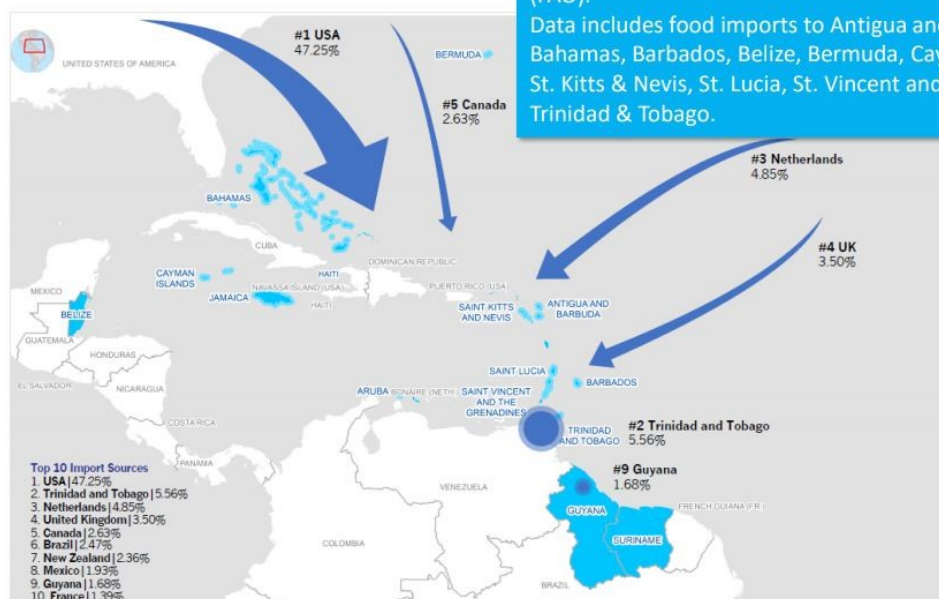 (FAO).
Data includes food imports to Antigua and
Bahamas, Barbados, Belize, Bermuda, Cay
St. Kitts & Nevis, St. Lucia, St. Vincent and
Trinidad & Tobago.
#1 USA
47.25%
BERMUDA
UNITED STATES OF AMERICA
#5 Canada
2.63%
#3 Netherlands
4.85%
BAHAMAS
#4 UK
3.50%
CUBA
DOMINICAN REPUBLIC
CAYMAN
ISLANDS
HAITI
NAVASSA ISLAND (USA)
PUERTO RICO (USA)
MEXICO
JAMAICA
HAITI
SAINT KITTS
AND NEVIS
ANTIGUA AND
BARBUDA
BELIZE
GUATEMALA
HONDURAS
SAINT LUCIA
BARBADOS
EL SALVADOR
NICARAGUA
ARUBA
BONAIRE (NETH.)
SAINT VINCENT
AND THE
GRENADINES
COSTA RICA
TRINIDAD
AND TOBAGO
#2 Trinidad and Tobago
5.56%
PANAMA
#9 Guyana
1.68%
VENEZUELA
GUYANA
FRENCH GUIANA (FR.)
SURINAME
COLOMBIA
BRAZIL
Top 10 Import Sources
1. USA | 47.25%
2. Trinidad and Tobago | 5.56%
3. Netherlands | 4.85%
4. United Kingdom | 3.50%
5. Canada | 2.63%
6. Brazil | 2.47%
7. New Zealand | 2.36%
8. Mexico | 1.93%
9. Guyana | 1.68%
10. France | 1.39%